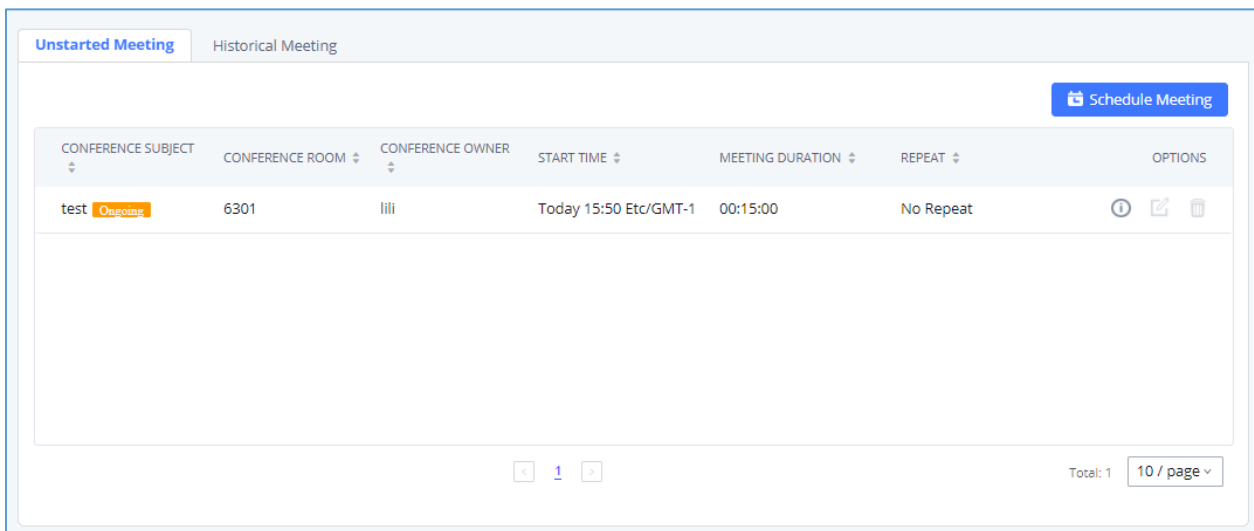 Unstarted Meeting Historical Meeting
Schedule Meeting
CONFERENCE SUBJECT CONFERENCE ROOM CONFERENCE OWNER START TIME MEETING DURATION REPEAT OPTIONS
test Ongoing 6301 lili Today 15:50 Etc/GMT-1 00:15:00 No Repeat
< 1 > Total: 1 10 / page